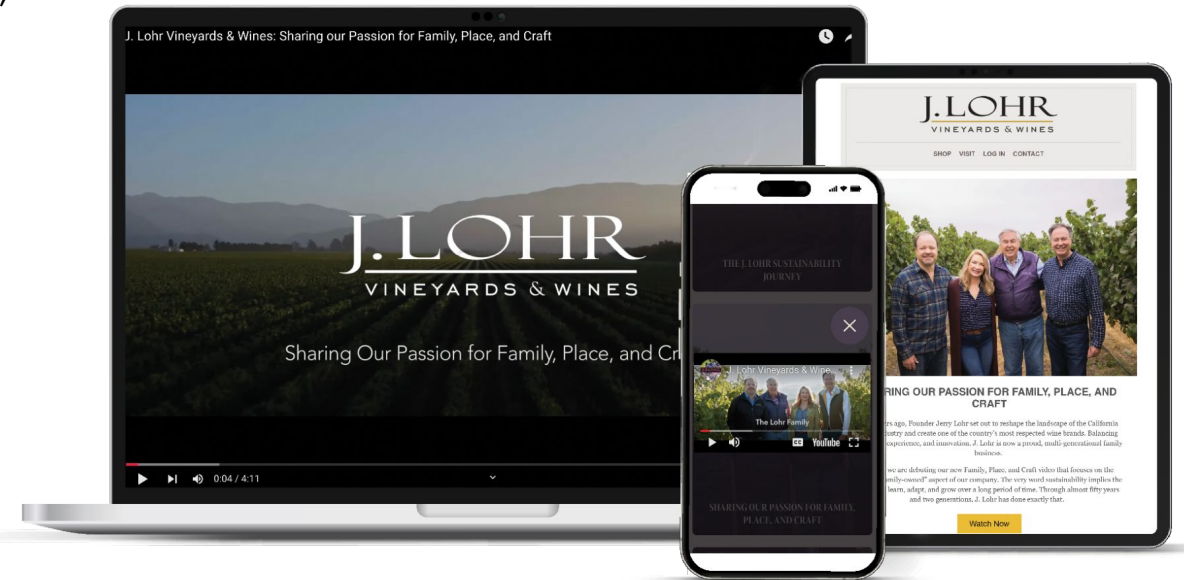 J. Lohr Vineyards & Wines: Sharing our Passion for Family, Place, and Craft
J. LOHR
VINEYARDS & WINES
Sharing Our Passion for Family, Place, and Cr
0:04 / 4:11
THE J. LOHR SUSTAINABILITY
JOURNEY
J. Lohr Vineyards & Wine...
The Lohr Family
CC YouTube
SHARING OUR PASSION FOR FAMILY,
PLACE, AND CRAFT
J. LOHR
VINEYARDS & WINES
SHOP VISIT LOG IN CONTACT
RING OUR PASSION FOR FAMILY, PLACE, AND
CRAFT
rs ago, Founder Jerry Lohr set out to reshape the landscape of the California
dustry and create one of the country's most respected wine brands. Balancing
experience, and innovation, J. Lohr is now a proud, multi-generational family
business.
we are debuting our new Family, Place, and Craft video that focuses on the
mily-owned" aspect of our company. The very word sustainability implies the
learn, adapt, and grow over a long period of time. Through almost fifty years
and two generations, J. Lohr has done exactly that.
Watch Now